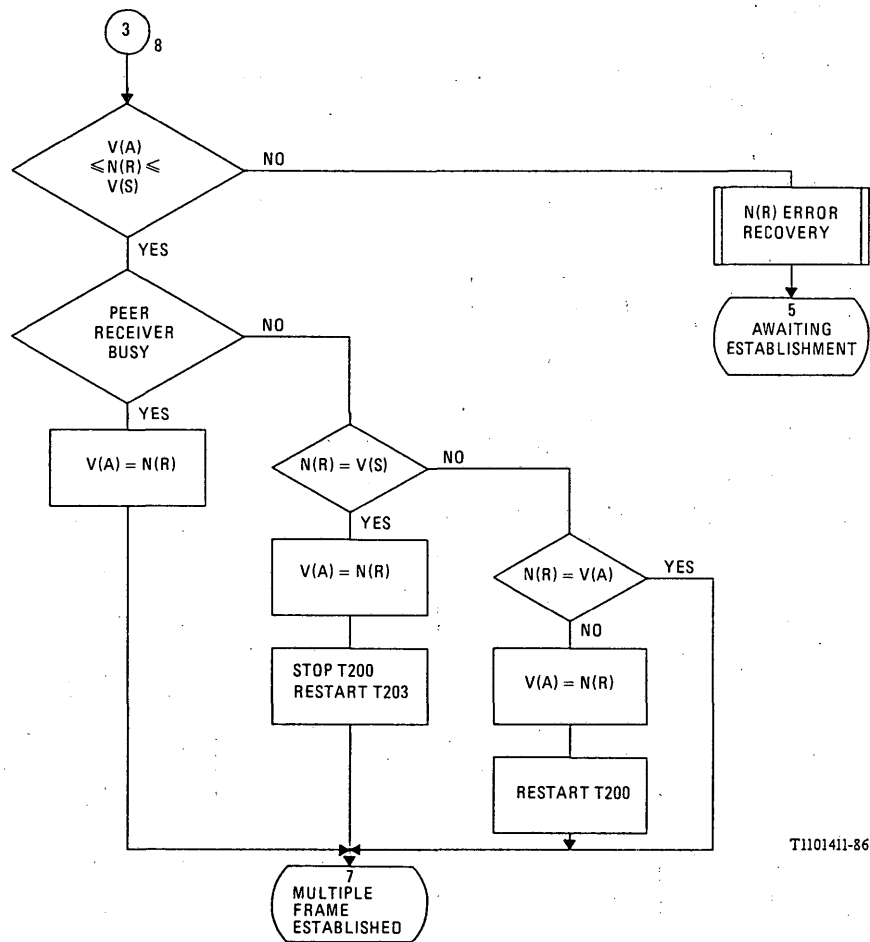 3
8
V(A)
≤ N(R) ≤
V(S)
NO
YES
N(R) ERROR
RECOVERY
5
AWAITING
ESTABLISHMENT
PEER
RECEIVER
BUSY
NO
YES
V(A) = N(R)
N(R) = V(S)
NO
YES
V(A) = N(R)
N(R) = V(A)
YES
NO
STOP T200
RESTART T203
V(A) = N(R)
RESTART T200
T1101411-86
7
MULTIPLE
FRAME
ESTABLISHED